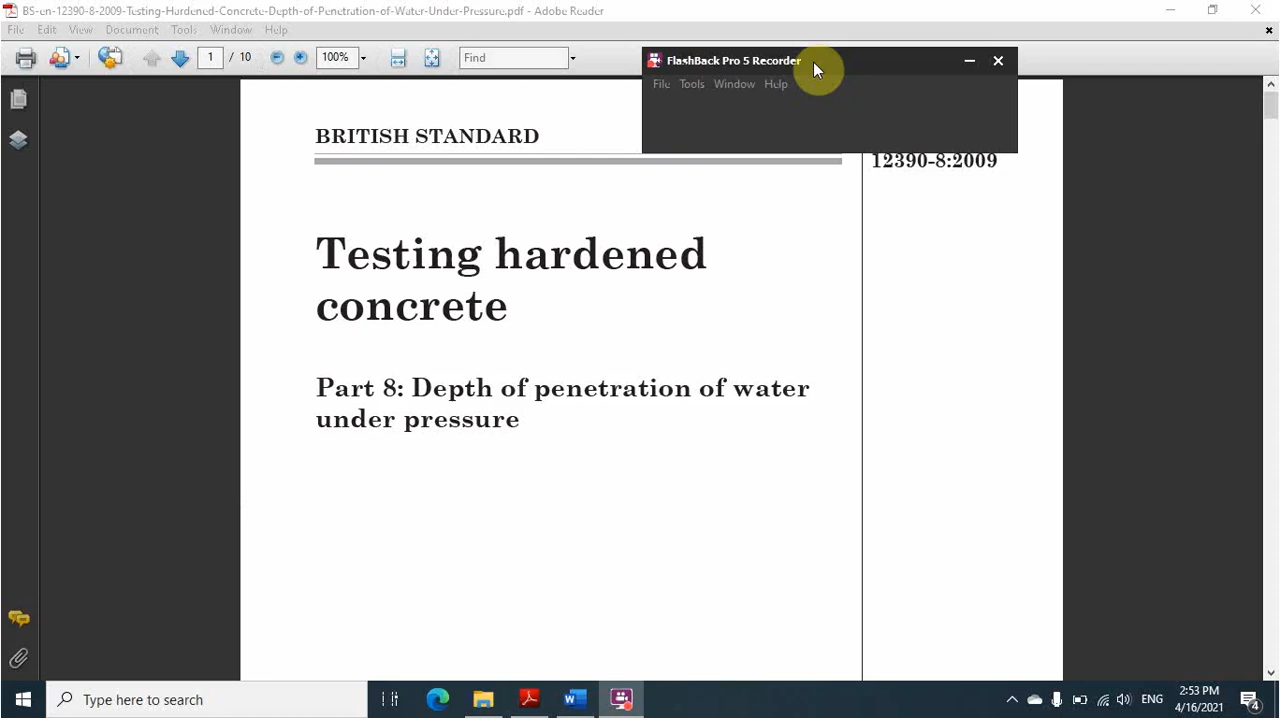 BS-en-12390-8-2009-Testing-Hardened-Concrete-Depth-of-Penetration-of-Water-Under-Pressure.pdf - Adobe Reader
File Edit View Document Tools Window Help
1 / 10 100% Find
FlashBack Pro 5 Recorder
File Tools Window Help
BRITISH STANDARD
12390-8:2009
Testing hardened
concrete
Part 8: Depth of penetration of water
under pressure
Type here to search
ENG
2:53 PM
4/16/2021
4